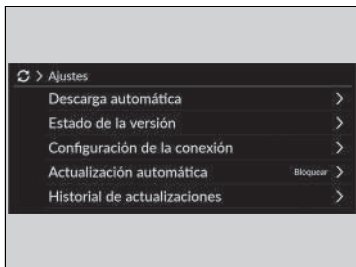 Ajustes
Descarga automática
Estado de la versión
Configuración de la conexión
Actualización automática Bloquear
Historial de actualizaciones